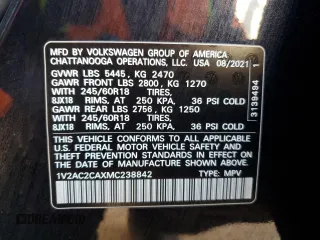 MFD BY VOLKSWAGEN GROUP OF AMERICA
CHATTANOOGA OPERATIONS, LLC. USA 08/2021
GVWR LBS 5445, KG 2470
GAWR FRONT LBS 2800, KG 1270
WITH 245/60R18 TIRES,
8JX18 RIMS, AT 250 KPA, 36 PSI COLD
GAWR REAR LBS 2756, KG 1250
WITH 245/60R18 TIRES,
8JX18 RIMS, AT 250 KPA, 36 PSI COLD
THIS VEHICLE CONFORMS TO ALL APPLICABLE
U.S. FEDERAL MOTOR VEHICLE SAFETY AND
THEFT PREVENTION STANDARDS IN EFFECT ON
THE DATE OF MANUFACTURE SHOWN ABOVE.
1V2AC2CAXMC238842 TYPE: MPV
3139494 1